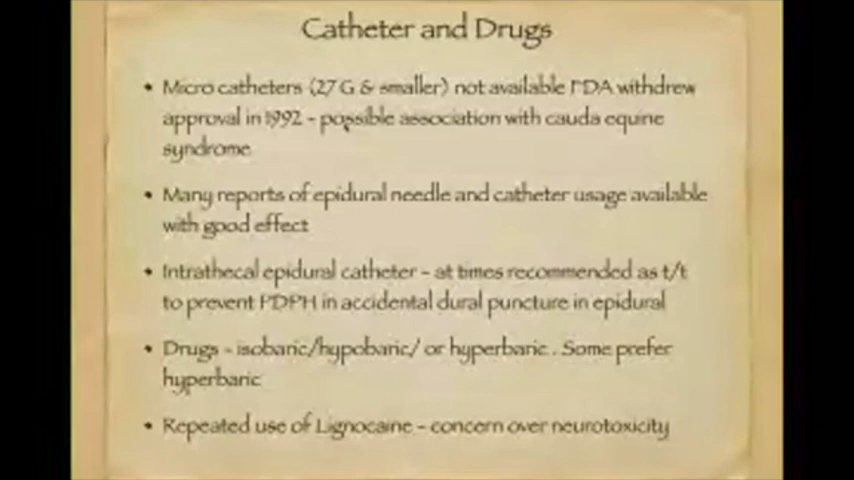 Catheter and Drugs
• Micro catheters (27 G & smaller) not available FDA withdrew
approval in 1992 - possible association with cauda equine
syndrome
• Many reports of epidural needle and catheter usage available
with good effect
• Intrathecal epidural catheter - at times recommended as t/t
to prevent PDPH in accidental dural puncture in epidural
• Drugs - isobaric/hypobaric/ or hyperbaric . Some prefer
hyperbaric
• Repeated use of Lignocaine - concern over neurotoxicity